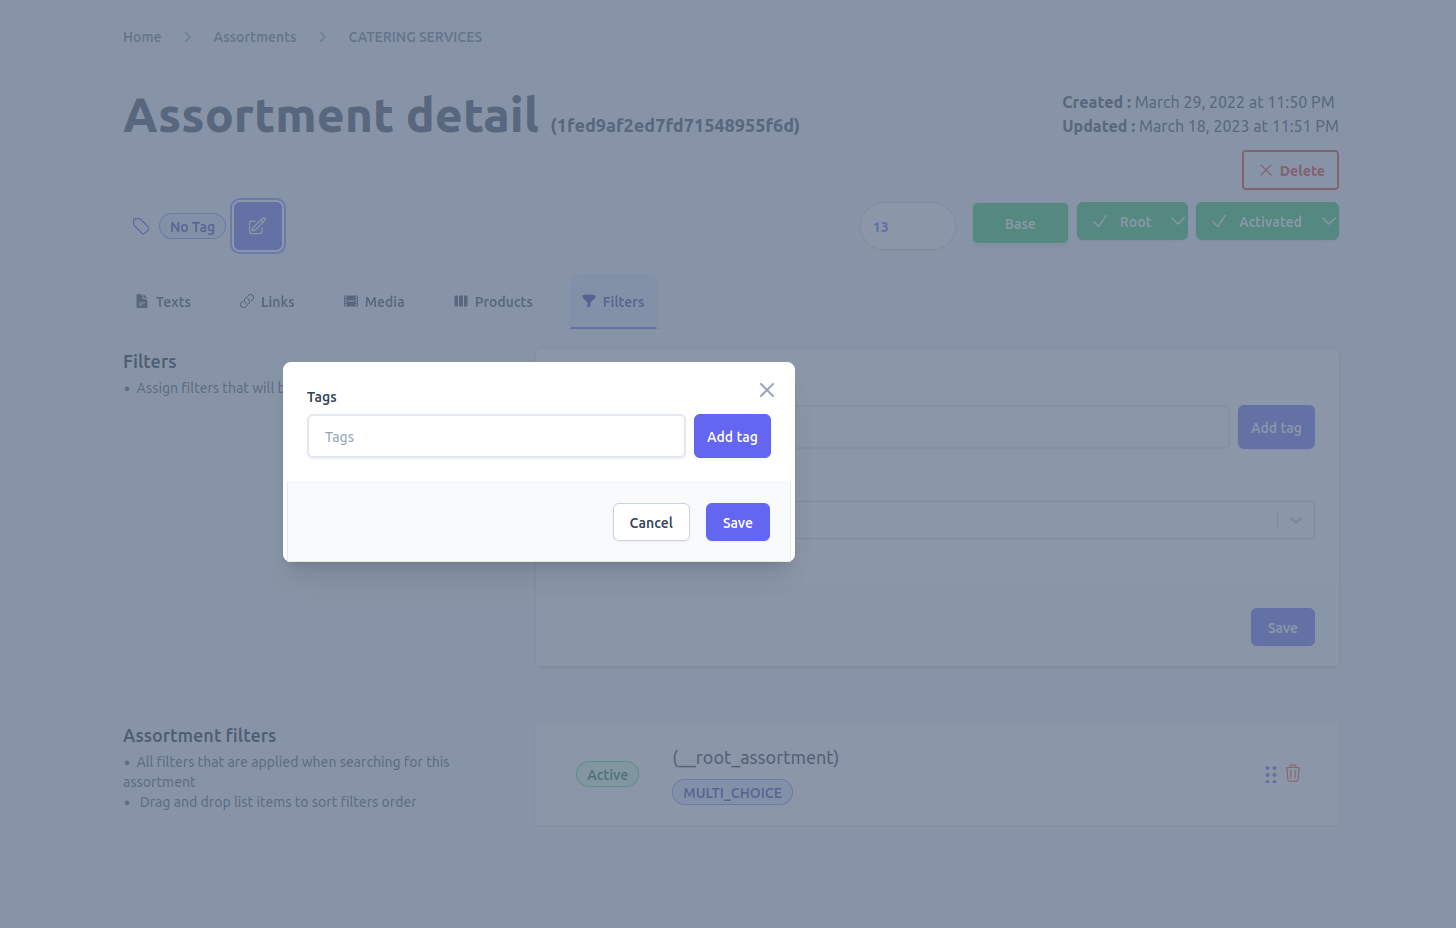 Home
Assortments
CATERING SERVICES
Assortment detail (1fed9af2ed7fd71548955f6d)
Created : March 29, 2022 at 11:50 PM
Updated : March 18, 2023 at 11:51 PM
Delete
No Tag
13
Base
Root
Activated
Texts
Links
Media
Products
Filters
Filters
• Assign filters that will
Tags
Tags
Add tag
Cancel
Save
Add tag
Save
Assortment filters
• All filters that are applied when searching for this
assortment
• Drag and drop list items to sort filters order
Active
(__root_assortment)
MULTI_CHOICE